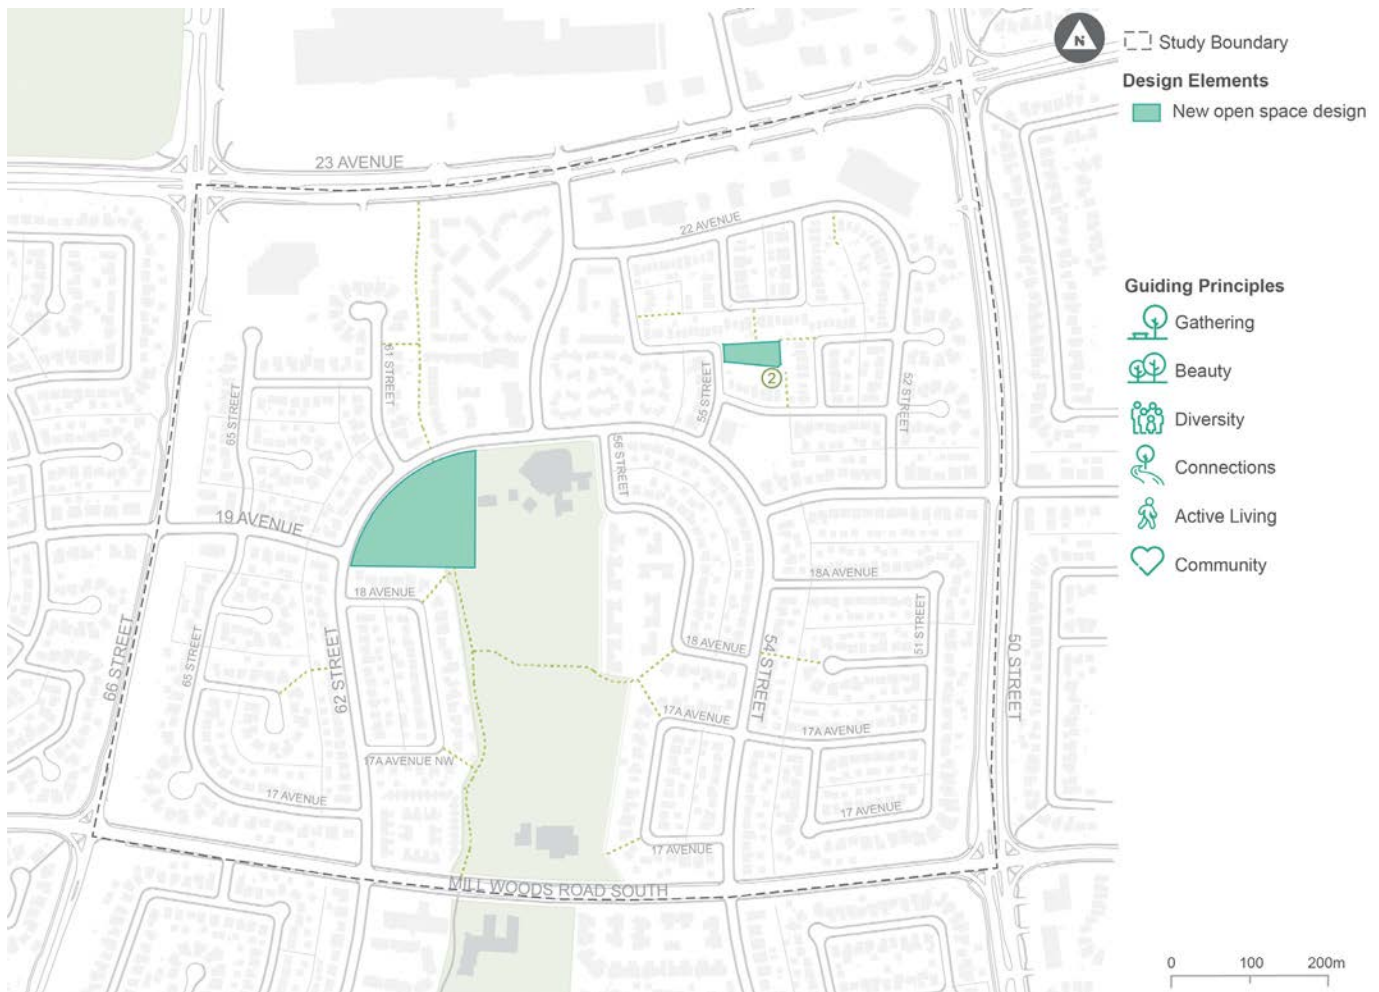 N
Study Boundary
Design Elements
New open space design
23 AVENUE
22 AVENUE
Guiding Principles
Gathering
61 STREET
Beauty
2
55 STREET
52 STREET
65 STREET
Diversity
56 STREET
Connections
19 AVENUE
Active Living
Community
18A AVENUE
18 AVENUE
51 STREET
66 STREET
65 STREET
62 STREET
18 AVENUE
54 STREET
50 STREET
17A AVENUE
17A AVENUE
17A AVENUE NW
17 AVENUE
17 AVENUE
17 AVENUE
MILL WOODS ROAD SOUTH
0 100 200m